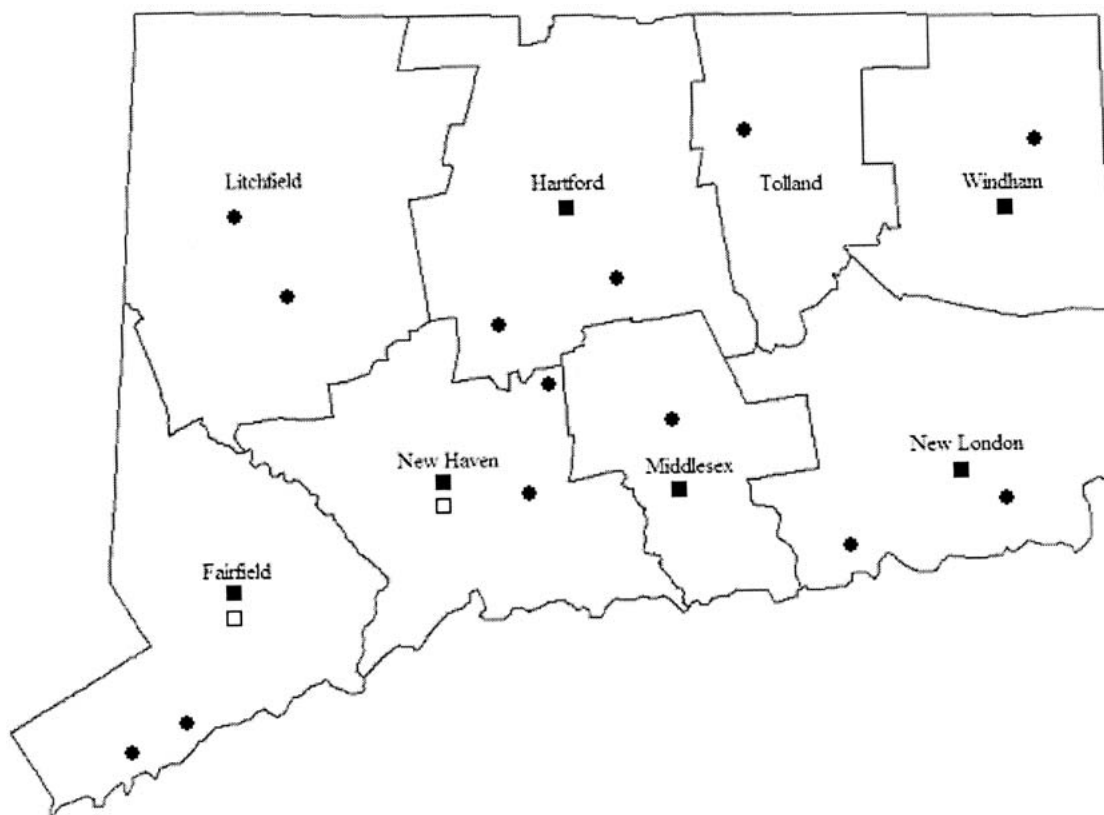 Litchfield
Hartford
Tolland
Windham
New Haven
Middlesex
New London
Fairfield